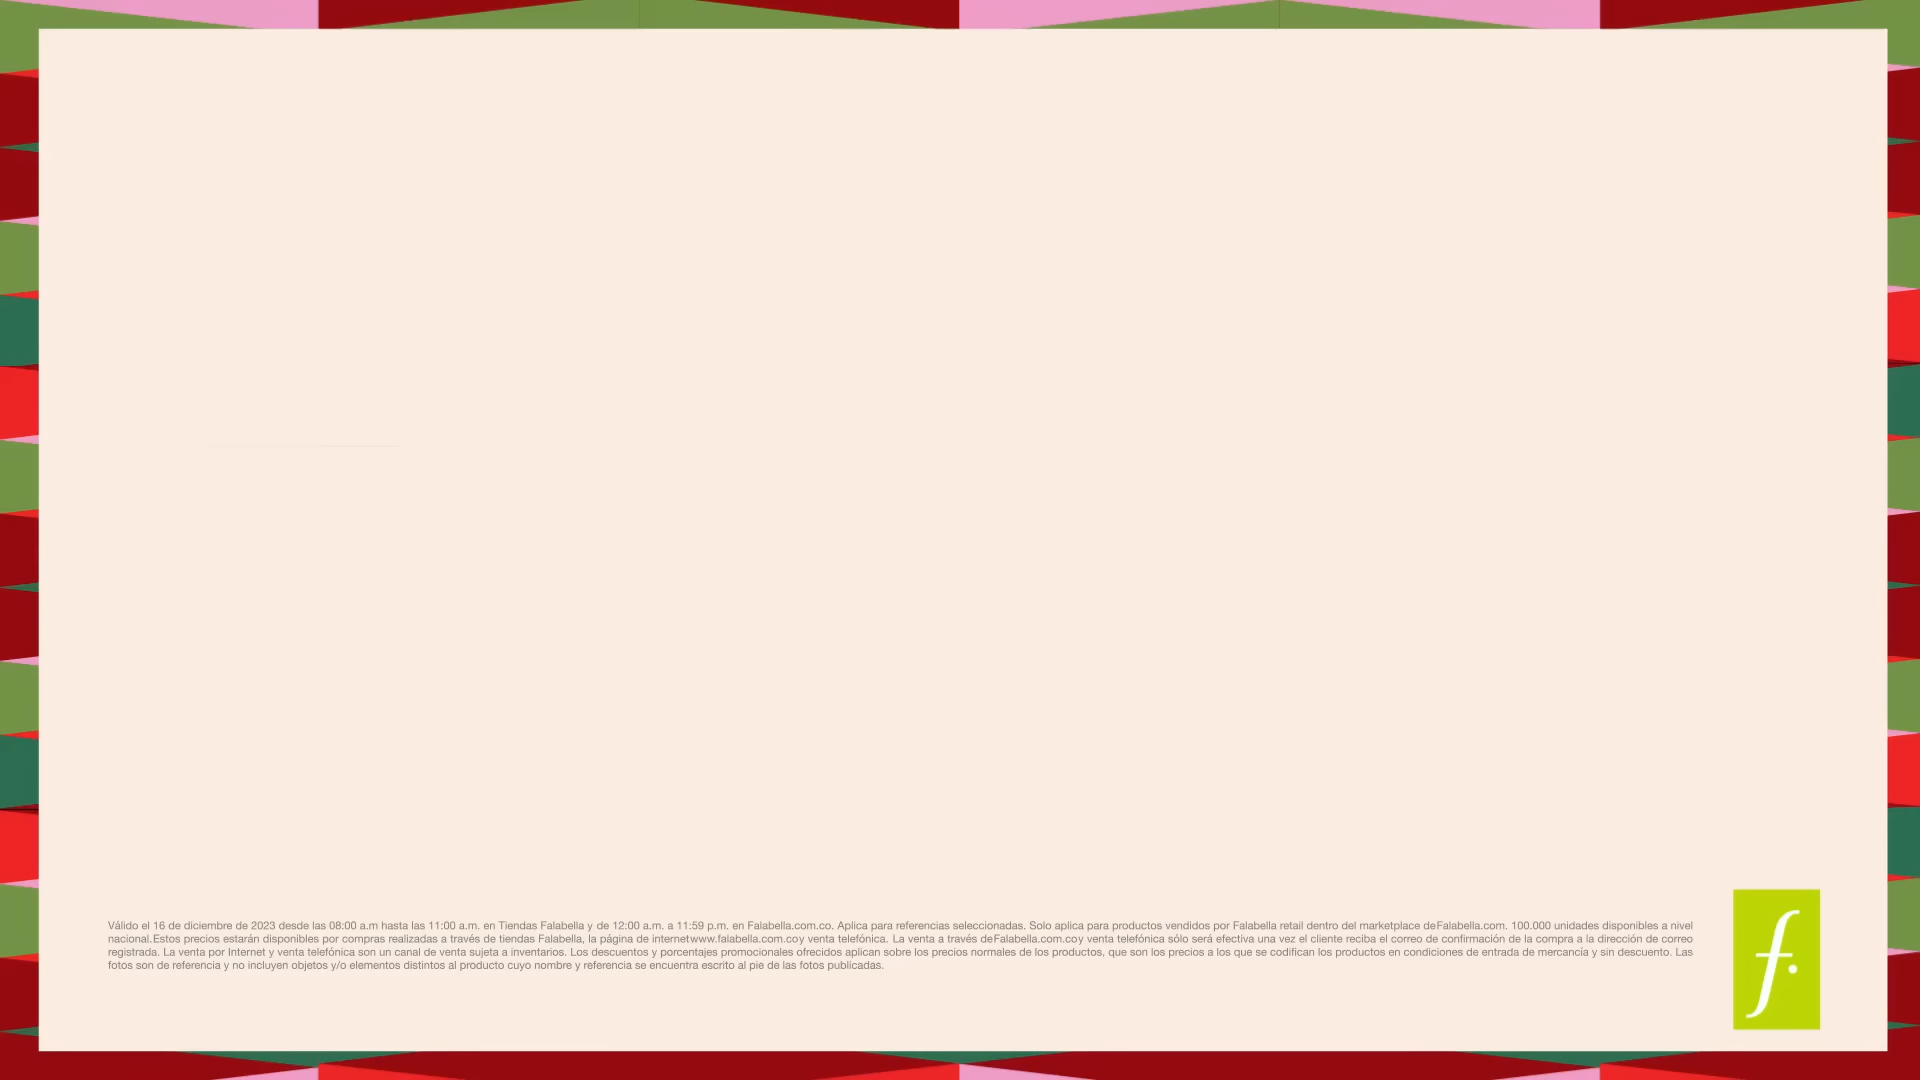 Válido el 16 de diciembre de 2023 desde las 08:00 a.m hasta las 11:00 a.m. en Tiendas Falabella y de 12:00 a.m. a 11:59 p.m. en Falabella.com.co. Aplica para referencias seleccionadas. Solo aplica para productos vendidos por Falabella retail dentro del marketplace deFalabella.com. 100.000 unidades disponibles a nivel
nacional.Estos precios estarán disponibles por compras realizadas a través de tiendas Falabella, la página de internetwww.falabella.com.coy venta telefónica. La venta a través deFalabella.com.coy venta telefónica sólo será efectiva una vez el cliente reciba el correo de confirmación de la compra a la dirección de correo
registrada. La venta por Internet y venta telefónica son un canal de venta sujeta a inventarios. Los descuentos y porcentajes promocionales ofrecidos aplican sobre los precios normales de los productos, que son los precios a los que se codifican los productos en condiciones de entrada de mercancía y sin descuento. Las
fotos son de referencia y no incluyen objetos y/o elementos distintos al producto cuyo nombre y referencia se encuentra escrito al pie de las fotos publicadas.
f.